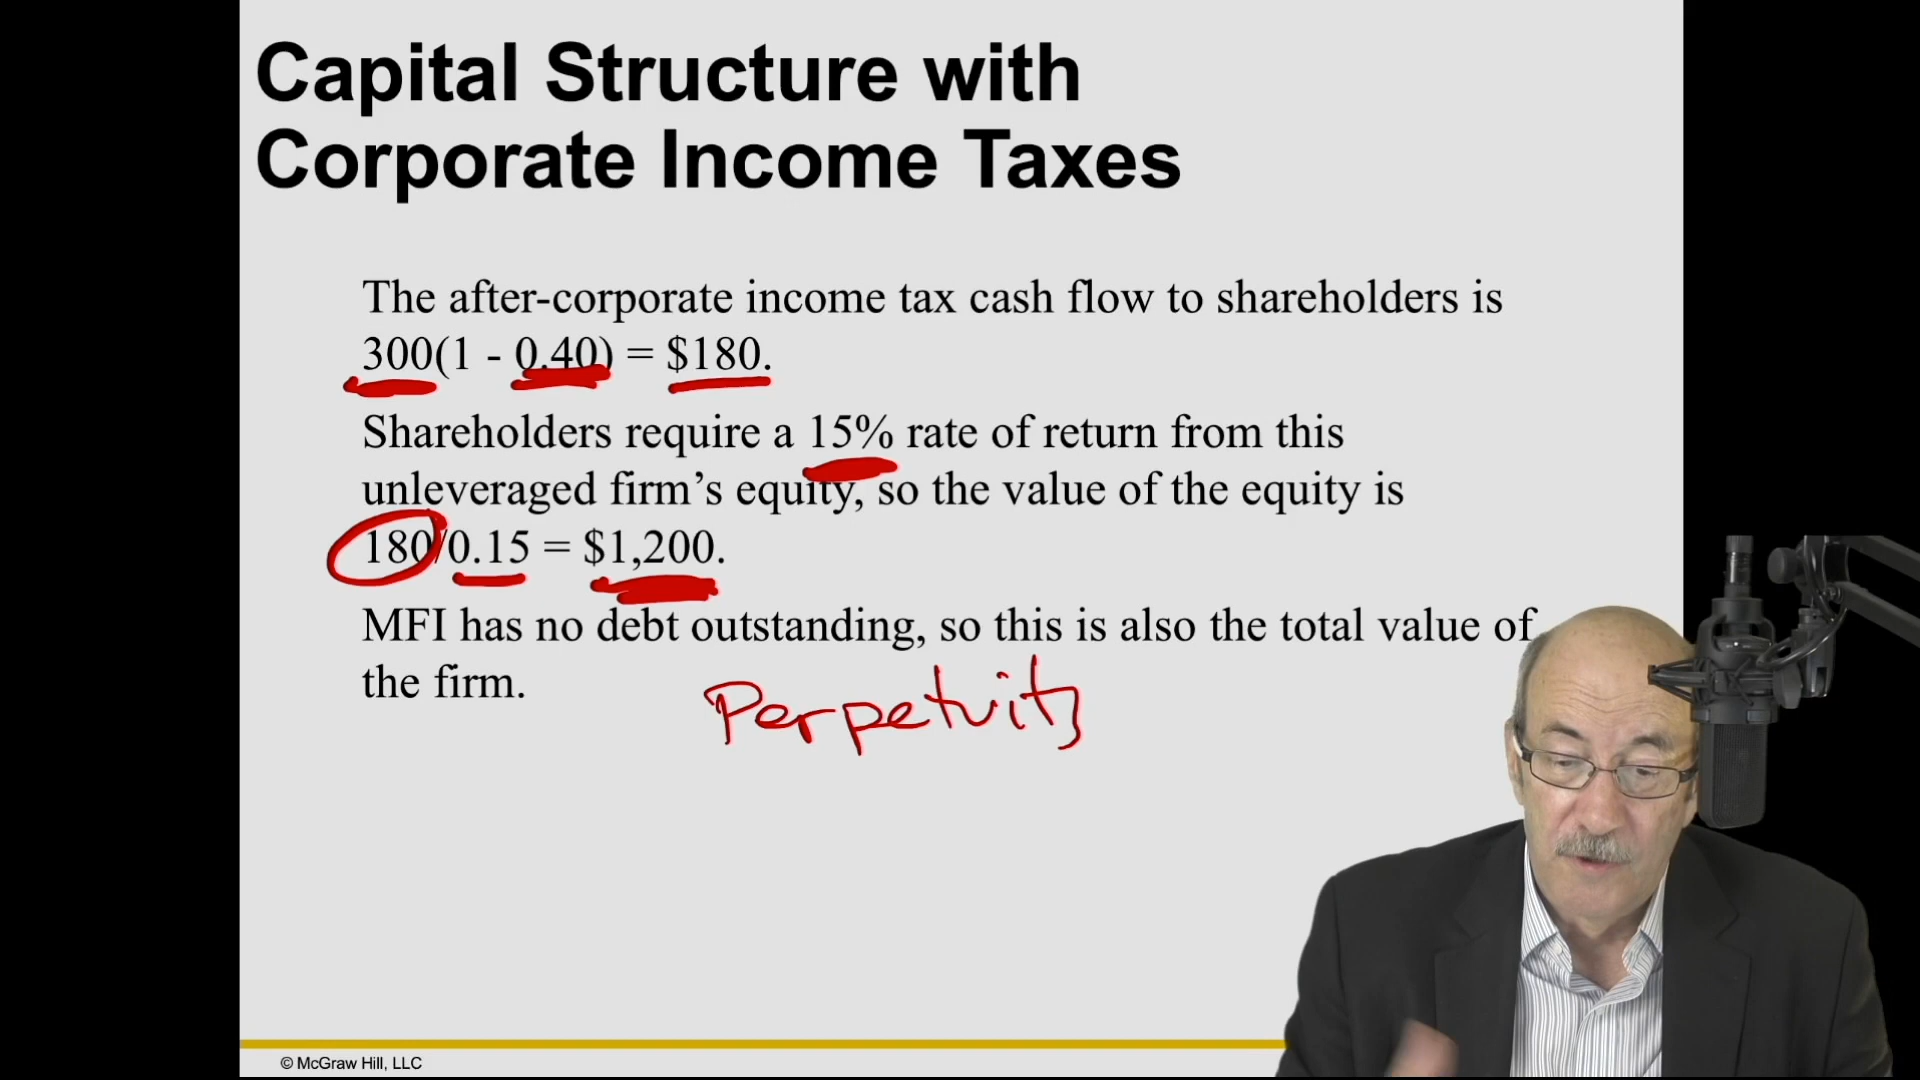 Capital Structure with
Corporate Income Taxes
The after-corporate income tax cash flow to shareholders is
300(1 - 0.40) = $180.
Shareholders require a 15% rate of return from this
unleveraged firm’s equity, so the value of the equity is
180/0.15 = $1,200.
MFI has no debt outstanding, so this is also the total value of
the firm.
Perpetuity
© McGraw Hill, LLC